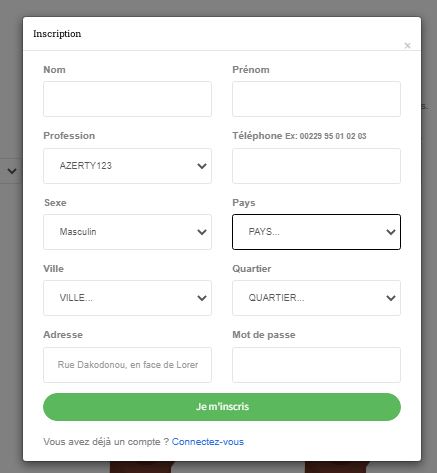 Inscription
×
Nom Prénom
Profession Téléphone Ex: 00229 95 01 02 03
AZERTY123
Sexe Pays
Masculin PAYS...
Ville Quartier
VILLE... QUARTIER...
Adresse Mot de passe
Rue Dakodonou, en face de Lorer
Je m'inscris
Vous avez déjà un compte ? Connectez-vous
s.